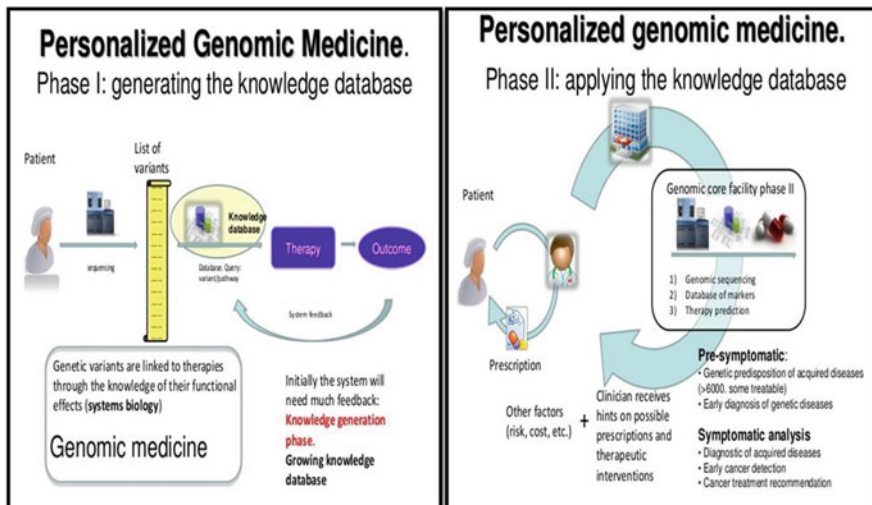 Personalized Genomic Medicine.
Phase I: generating the knowledge database
Patient
List of
variants
sequencing
Knowledge
database
Database. Query:
variant/pathway
Therapy
Outcome
System feedback
Genetic variants are linked to therapies
through the knowledge of their functional
effects (systems biology)
Genomic medicine
Initially the system will
need much feedback:
Knowledge generation
phase.
Growing knowledge
database
Personalized genomic medicine.
Phase II: applying the knowledge database
Patient
Genomic core facility phase II
1) Genomic sequencing
2) Database of markers
3) Therapy prediction
Prescription
Other factors
(risk, cost, etc.)
+
Clinician receives
hints on possible
prescriptions and
therapeutic
interventions
Pre-symptomatic:
• Genetic predisposition of acquired diseases
(>6000. some treatable)
• Early diagnosis of genetic diseases
Symptomatic analysis
• Diagnostic of acquired diseases
• Early cancer detection
• Cancer treatment recommendation